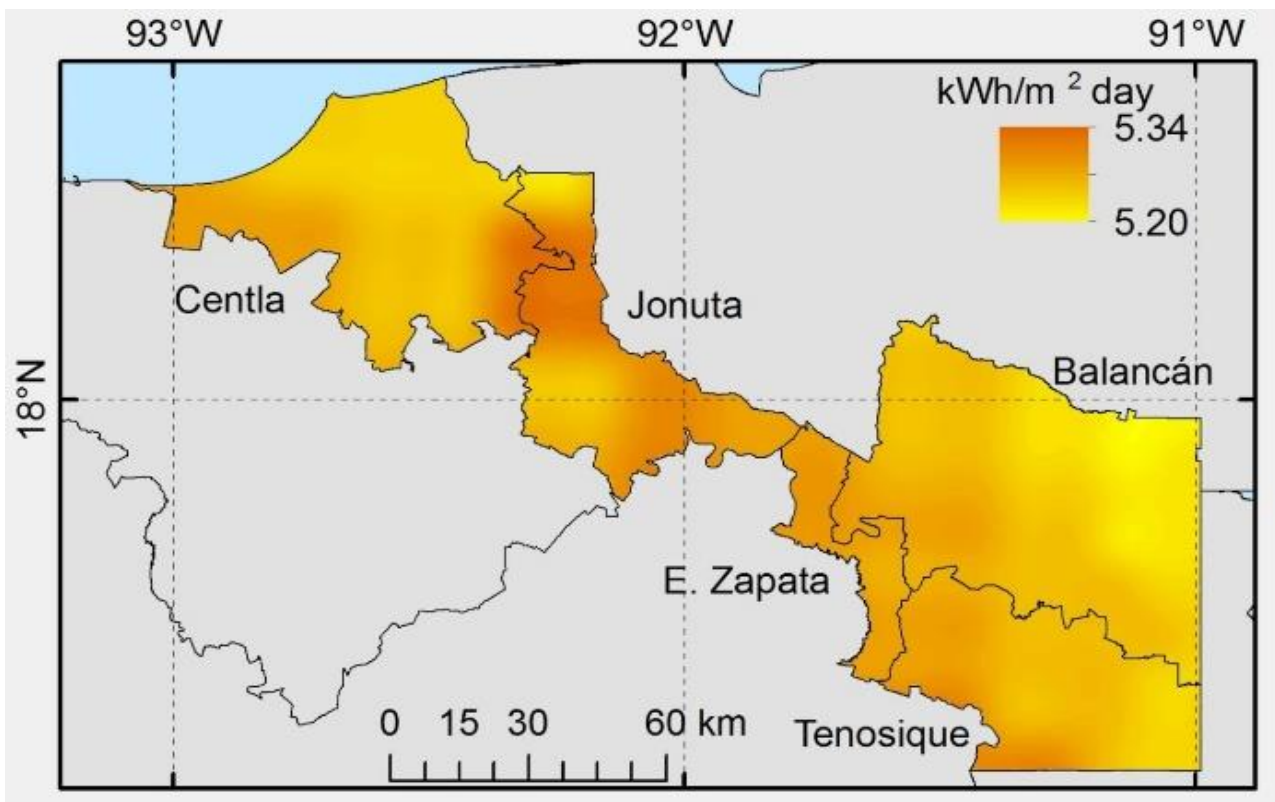 93°W 92°W 91°W
kWh/m ² day
5.34
5.20
Centla
Jonuta
Balancán
18°N
E. Zapata
0 15 30 60 km
Tenosique